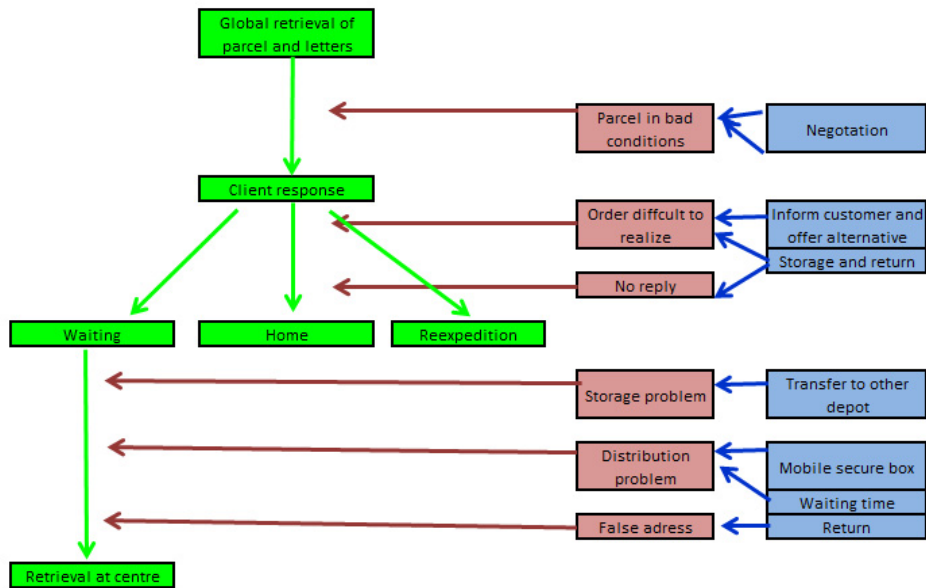 Global retrieval of
parcel and letters
Parcel in bad
conditions
Negotation
Client response
Order diffcult to
realize
Inform customer and
offer alternative
Storage and return
No reply
Waiting
Home
Reexpedition
Storage problem
Transfer to other
depot
Distribution
problem
Mobile secure box
Waiting time
False adress
Return
Retrieval at centre